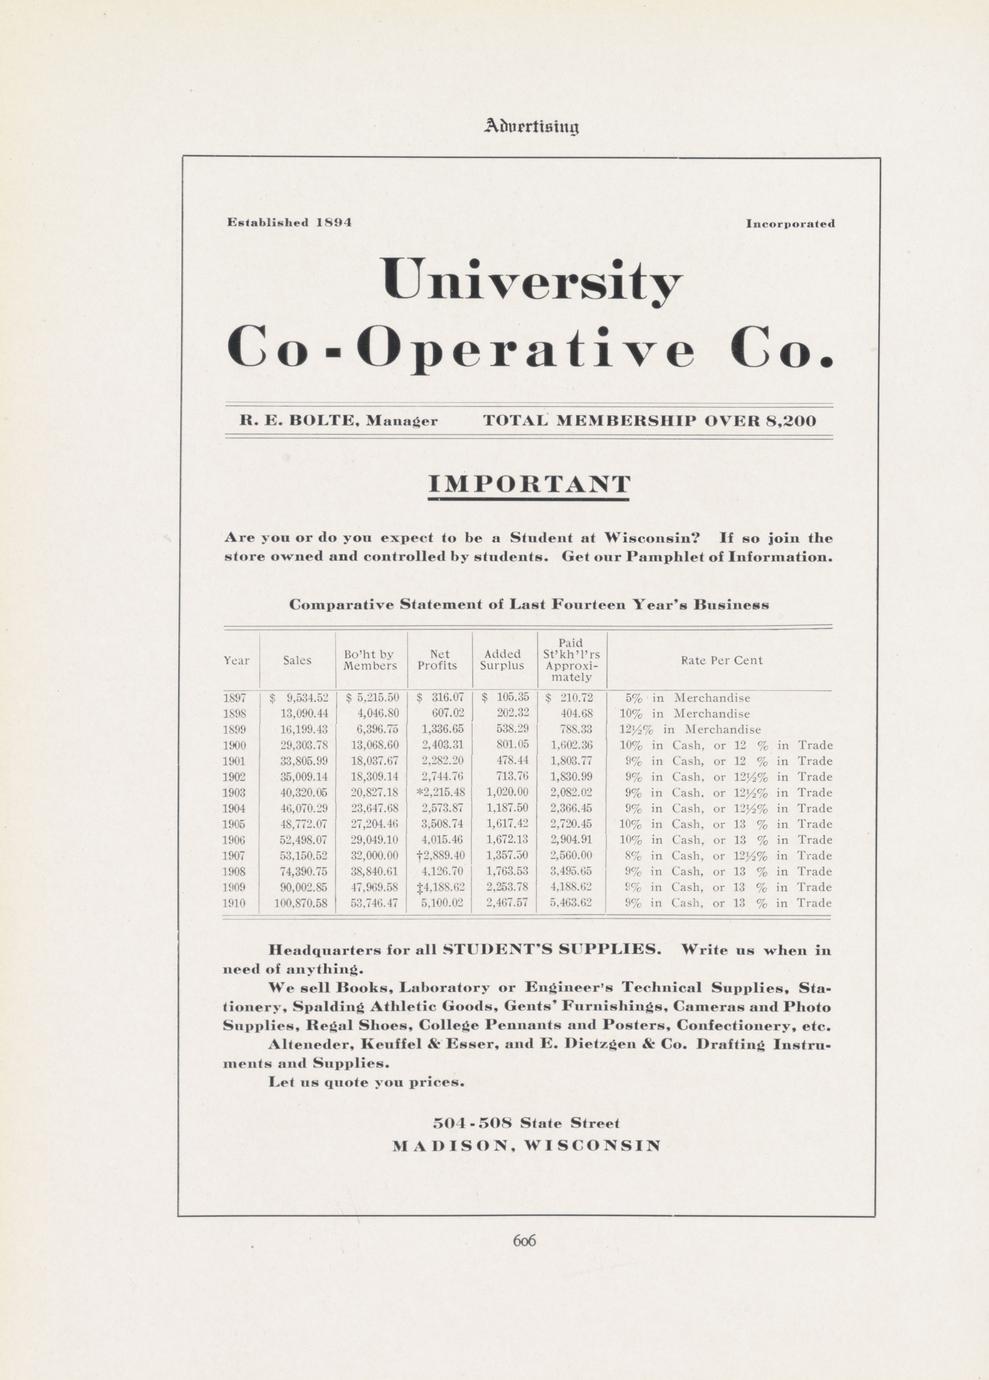 Advertising
Established 1894 Incorporated
University
Co-Operative Co.
R. E. BOLTE, Manager TOTAL MEMBERSHIP OVER 8,200
IMPORTANT
Are you or do you expect to be a Student at Wisconsin? If so join the
store owned and controlled by students. Get our Pamphlet of Information.
Comparative Statement of Last Fourteen Year's Business
Year Sales Bo'ht by Members Net Profits Added Surplus Paid St'kh'l'rs Approxi-mately Rate Per Cent
1897 $ 9,534.52 $ 5,215.50 $ 316.07 $ 105.35 $ 210.72 5% in Merchandise
1898 13,090.44 4,046.80 607.02 202.32 404.68 10% in Merchandise
1899 16,199.43 6,396.75 1,336.65 538.29 788.33 12½% in Merchandise
1900 29,303.78 13,068.60 2,403.31 801.05 1,602.36 10% in Cash, or 12 % in Trade
1901 33,805.99 18,037.67 2,282.20 478.44 1,803.77 9% in Cash, or 12 % in Trade
1902 35,009.14 18,309.14 2,744.76 713.76 1,830.99 9% in Cash, or 12½% in Trade
1903 40,320.05 20,827.18 *2,215.48 1,020.00 2,082.02 9% in Cash, or 12½% in Trade
1904 46,070.29 23,647.68 2,573.87 1,187.50 2,366.45 9% in Cash, or 12½% in Trade
1905 48,772.07 27,204.46 3,508.74 1,617.42 2,720.45 10% in Cash, or 13 % in Trade
1906 52,498.07 29,049.10 4,015.46 1,672.13 2,904.91 10% in Cash, or 13 % in Trade
1907 53,150.52 32,000.00 †2,889.40 1,357.50 2,560.00 8% in Cash, or 12½% in Trade
1908 74,390.75 38,840.61 4,126.70 1,763.53 3,495.65 9% in Cash, or 13 % in Trade
1909 90,002.85 47,969.58 ‡4,188.62 2,253.78 4,188.62 9% in Cash, or 13 % in Trade
1910 100,870.58 53,746.47 5,100.02 2,467.57 5,463.62 9% in Cash, or 13 % in Trade
Headquarters for all STUDENT'S SUPPLIES. Write us when in
need of anything.
We sell Books, Laboratory or Engineer's Technical Supplies, Sta-
tionery, Spalding Athletic Goods, Gents' Furnishings, Cameras and Photo
Supplies, Regal Shoes, College Pennants and Posters, Confectionery, etc.
Alteneder, Keuffel & Esser, and E. Dietzgen & Co. Drafting Instru-
ments and Supplies.
Let us quote you prices.
504-508 State Street
MADISON, WISCONSIN
606